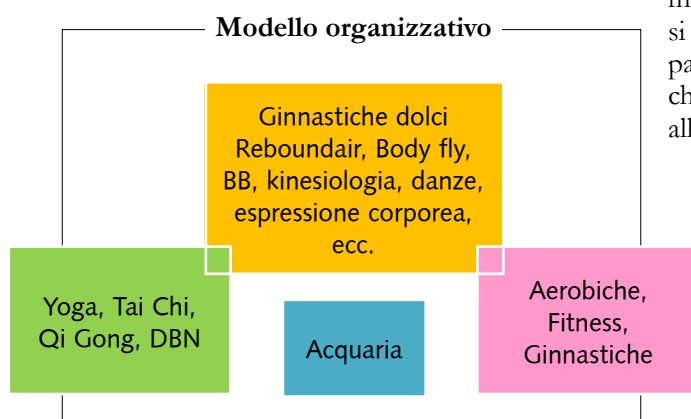 Modello organizzativo
si
Ginnastiche dolci
Reboundair, Body fly,
BB, kinesiologia, danze,
espressione corporea,
ecc.
Yoga, Tai Chi,
Qi Gong, DBN
Acquaria
Aerobiche,
Fitness,
Ginnastiche